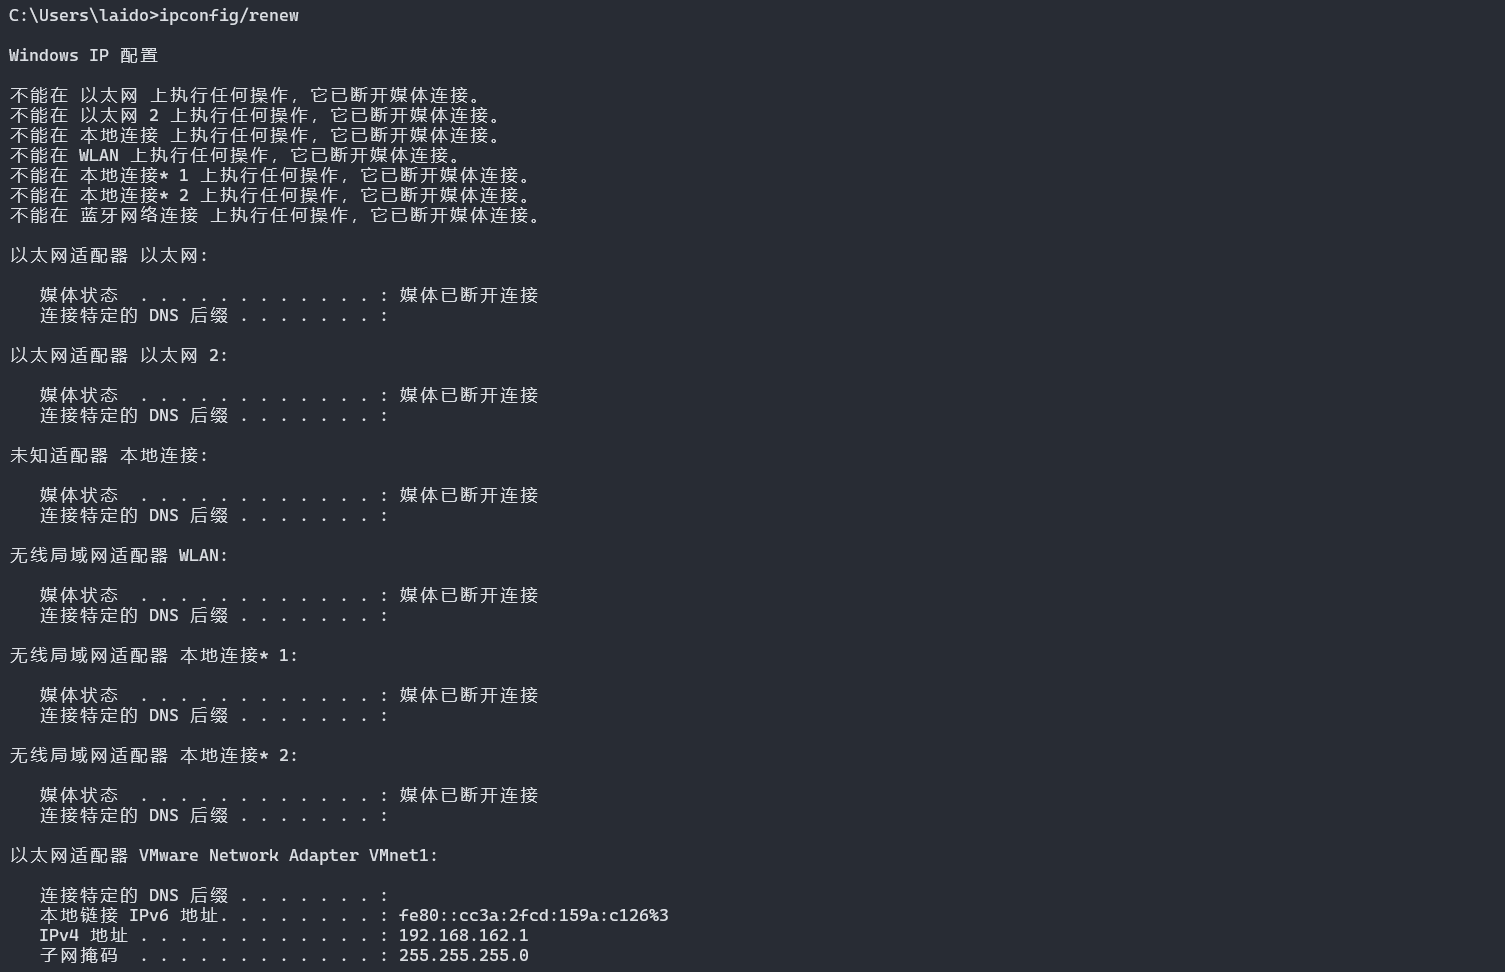 C:\Users\laido>ipconfig/renew
Windows IP 配置
不能在 以太网 上执行任何操作，它已断开媒体连接。
不能在 以太网 2 上执行任何操作，它已断开媒体连接。
不能在 本地连接 上执行任何操作，它已断开媒体连接。
不能在 WLAN 上执行任何操作，它已断开媒体连接。
不能在 本地连接* 1 上执行任何操作，它已断开媒体连接。
不能在 本地连接* 2 上执行任何操作，它已断开媒体连接。
不能在 蓝牙网络连接 上执行任何操作，它已断开媒体连接。
以太网适配器 以太网:
媒体状态  . . . . . . . . . . . . : 媒体已断开连接
连接特定的 DNS 后缀 . . . . . . . :
以太网适配器 以太网 2:
媒体状态  . . . . . . . . . . . . : 媒体已断开连接
连接特定的 DNS 后缀 . . . . . . . :
未知适配器 本地连接:
媒体状态  . . . . . . . . . . . . : 媒体已断开连接
连接特定的 DNS 后缀 . . . . . . . :
无线局域网适配器 WLAN:
媒体状态  . . . . . . . . . . . . : 媒体已断开连接
连接特定的 DNS 后缀 . . . . . . . :
无线局域网适配器 本地连接* 1:
媒体状态  . . . . . . . . . . . . : 媒体已断开连接
连接特定的 DNS 后缀 . . . . . . . :
无线局域网适配器 本地连接* 2:
媒体状态  . . . . . . . . . . . . : 媒体已断开连接
连接特定的 DNS 后缀 . . . . . . . :
以太网适配器 VMware Network Adapter VMnet1:
连接特定的 DNS 后缀 . . . . . . . :
本地链接 IPv6 地址. . . . . . . . : fe80::cc3a:2fcd:159a:c126%3
IPv4 地址 . . . . . . . . . . . . : 192.168.162.1
子网掩码  . . . . . . . . . . . . : 255.255.255.0